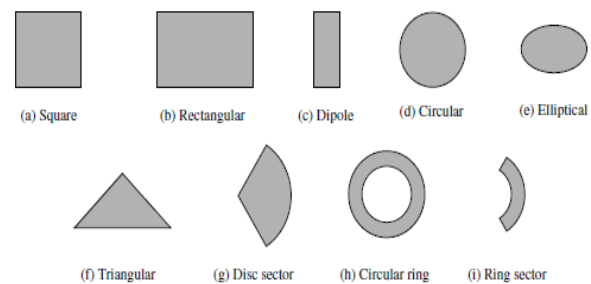 (a) Square
(b) Rectangular
(c) Dipole
(d) Circular
(e) Elliptical
(f) Triangular
(g) Disc sector
(h) Circular ring
(i) Ring sector